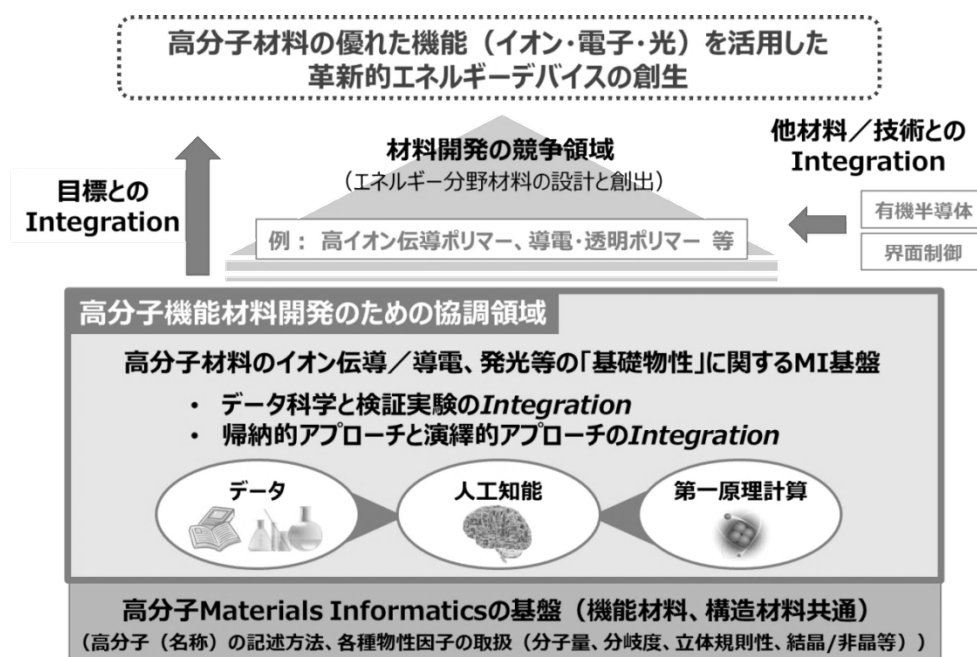 高分子材料の優れた機能（イオン・電子・光）を活用した
革新的エネルギーデバイスの創生
材料開発の競争領域
（エネルギー分野材料の設計と創出）
他材料／技術との
Integration
目標との
Integration
有機半導体
界面制御
例： 高イオン伝導ポリマー、導電・透明ポリマー 等
高分子機能材料開発のための協調領域
高分子材料のイオン伝導／導電、発光等の「基礎物性」に関するMI基盤
・ データ科学と検証実験のIntegration
・ 帰納的アプローチと演繹的アプローチのIntegration
データ
人工知能
第一原理計算
高分子Materials Informaticsの基盤（機能材料、構造材料共通）
（高分子（名称）の記述方法、各種物性因子の取扱（分子量、分岐度、立体規則性、結晶/非晶等））